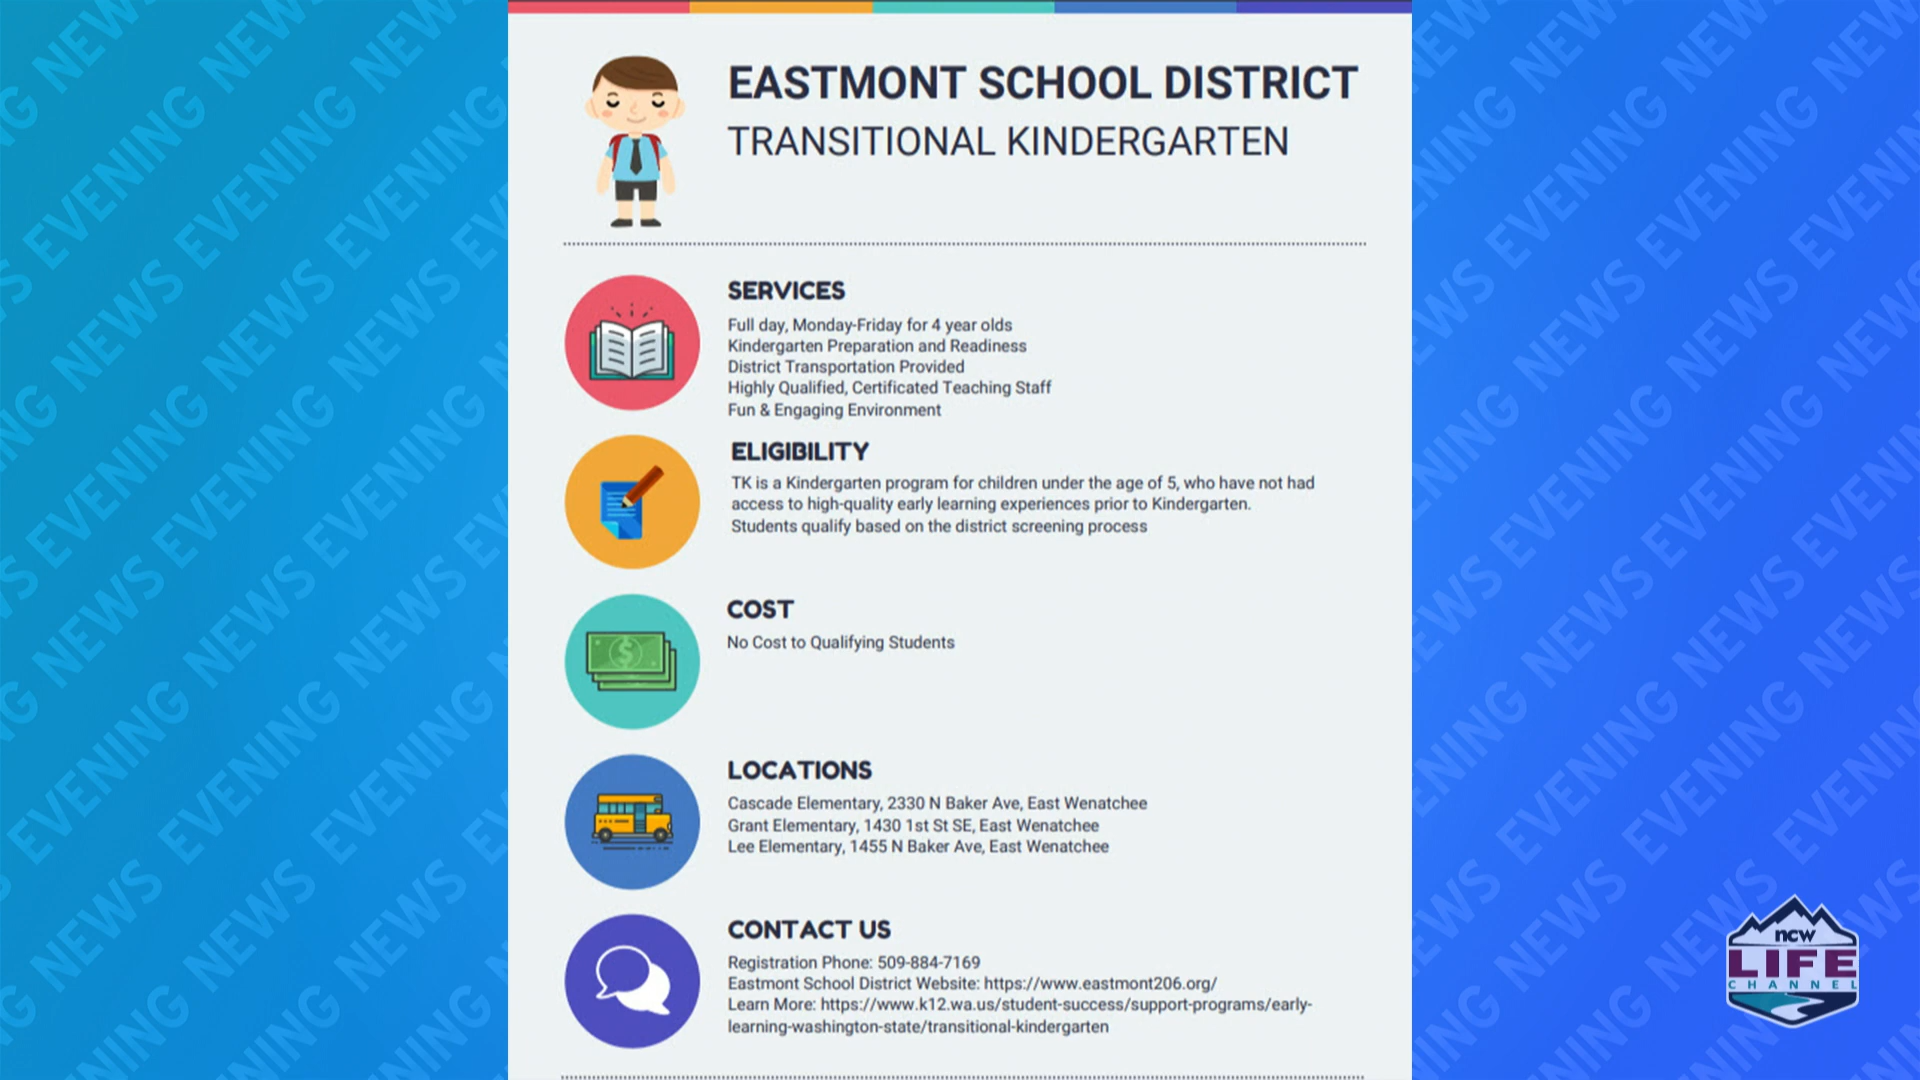 EASTMONT SCHOOL DISTRICT
TRANSITIONAL KINDERGARTEN
SERVICES
Full day, Monday-Friday for 4 year olds
Kindergarten Preparation and Readiness
District Transportation Provided
Highly Qualified, Certificated Teaching Staff
Fun & Engaging Environment
ELIGIBILITY
TK is a Kindergarten program for children under the age of 5, who have not had
access to high-quality early learning experiences prior to Kindergarten.
Students qualify based on the district screening process
COST
No Cost to Qualifying Students
LOCATIONS
Cascade Elementary, 2330 N Baker Ave, East Wenatchee
Grant Elementary, 1430 1st St SE, East Wenatchee
Lee Elementary, 1455 N Baker Ave, East Wenatchee
CONTACT US
Registration Phone: 509-884-7169
Eastmont School District Website: https://www.eastmont206.org/
Learn More: https://www.k12.wa.us/student-success/support-programs/early-
learning-washington-state/transitional-kindergarten
ncw
LIFE
CHANNEL
EVENING NEWS EVENING NEWS